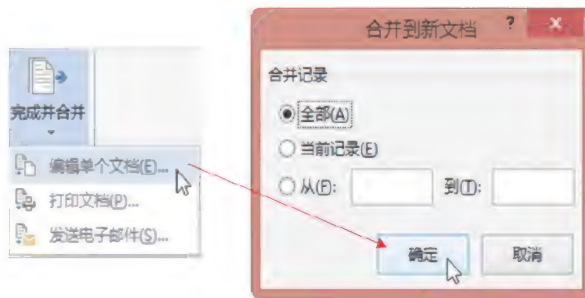 完成并合并
编辑单个文档(E)...
打印文档(P)...
发送电子邮件(S)...
合并到新文档 ?
合并记录
全部(A)
当前记录(E)
从(F): 到(T):
确定 取消